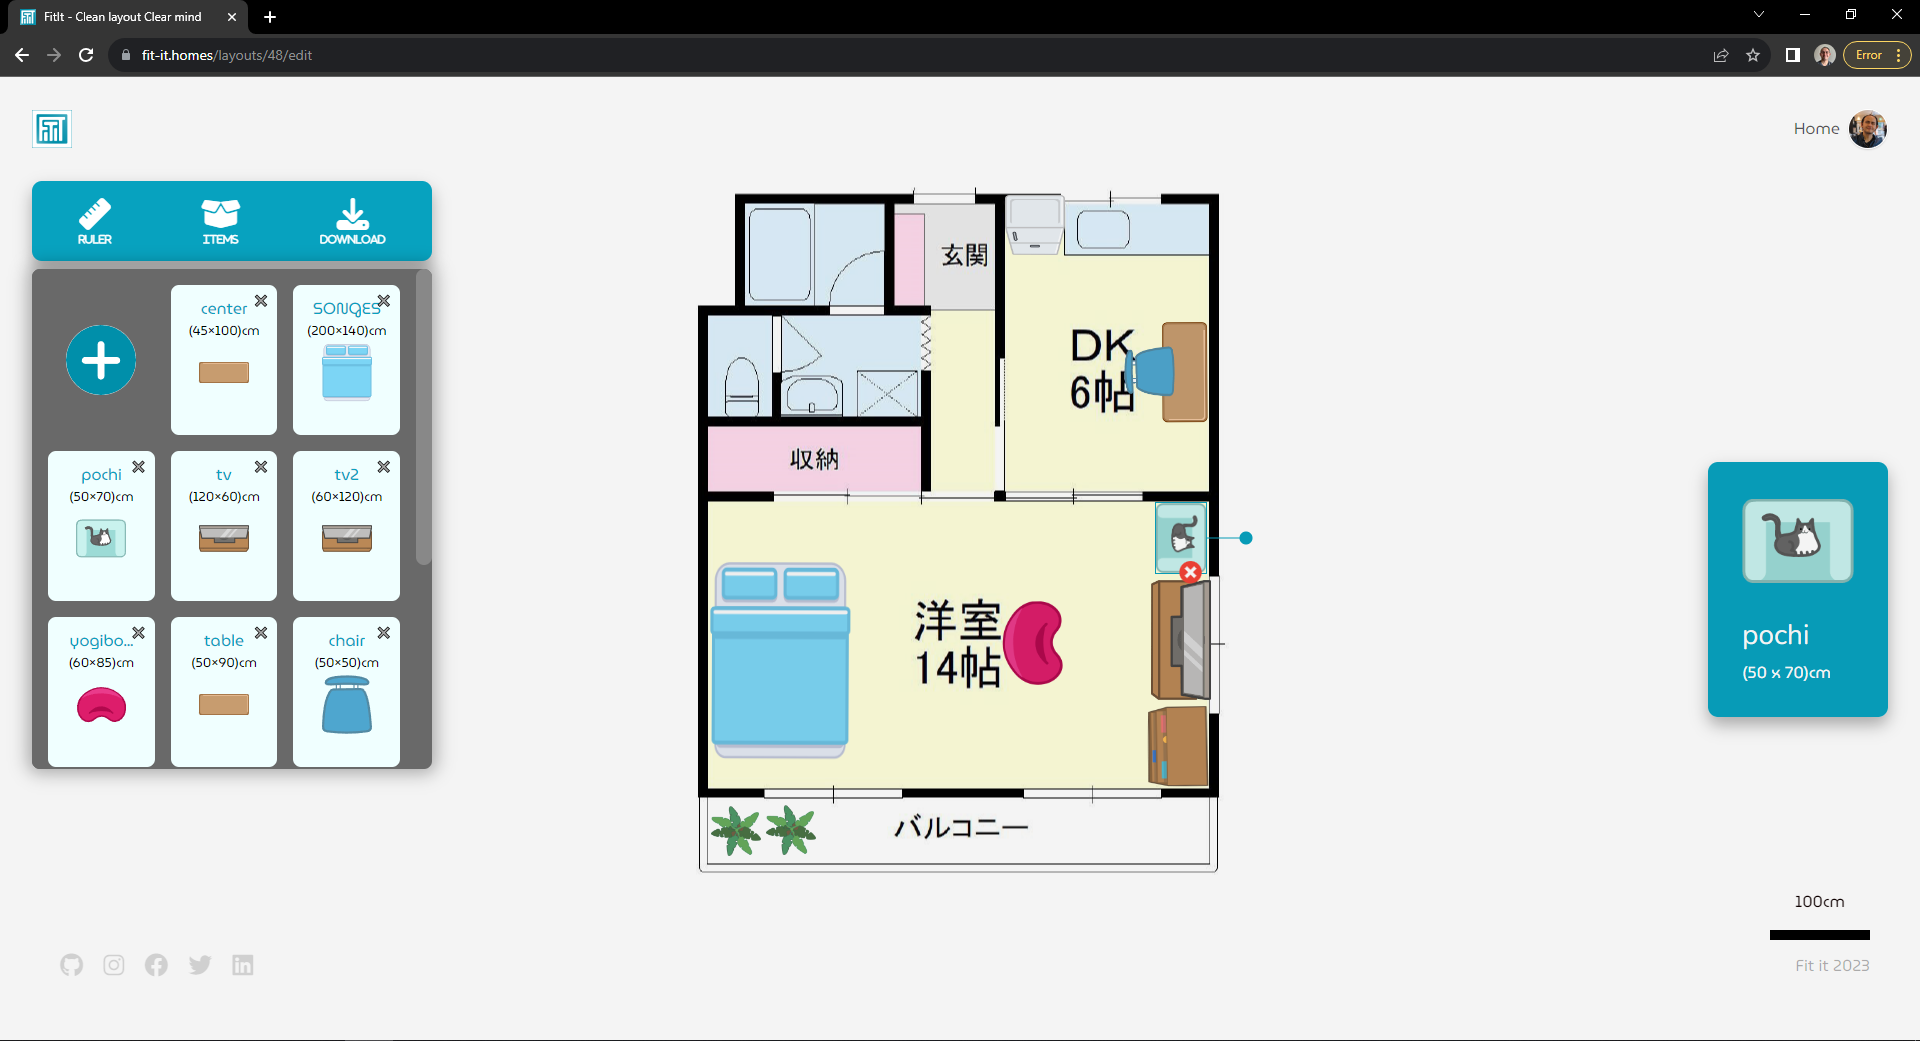 FitIt - Clean layout Clear mind
fit-it.homes/layouts/48/edit
Error
FiT
Home
RULER
ITEMS
DOWNLOAD
center
(45×100)cm
SONGES
(200×140)cm
pochi
(50×70)cm
tv
(120×60)cm
tv2
(60×120)cm
yogibo...
(60×85)cm
table
(50×90)cm
chair
(50×50)cm
玄関
DK
6帖
収納
洋室
14帖
バルコニー
pochi
(50 x 70)cm
100cm
Fit it 2023